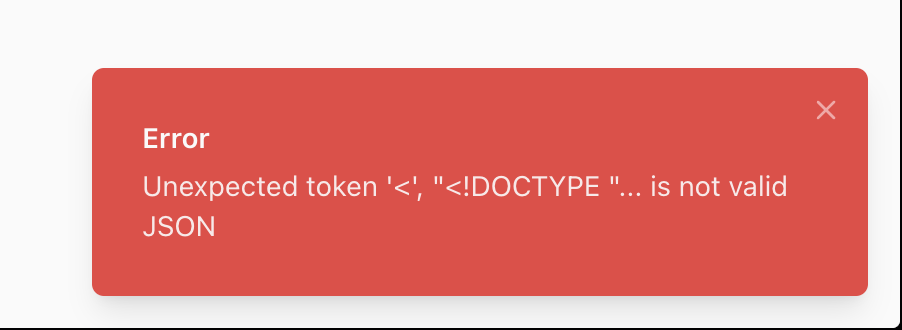 Error
Unexpected token '<', "<!DOCTYPE "... is not valid
JSON